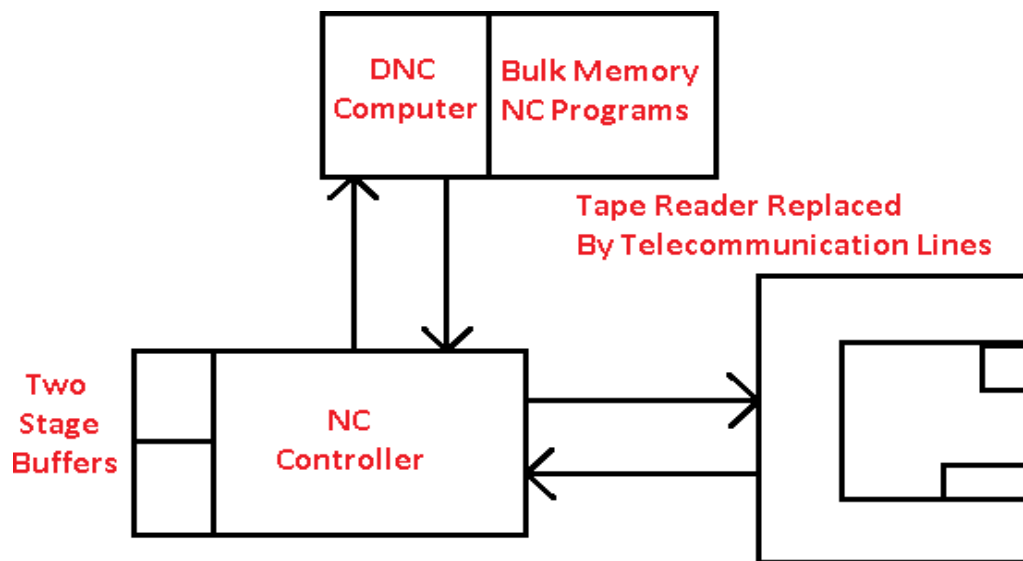 DNC
Computer
Bulk Memory
NC Programs
Tape Reader Replaced
By Telecommunication Lines
Two
Stage
Buffers
NC
Controller